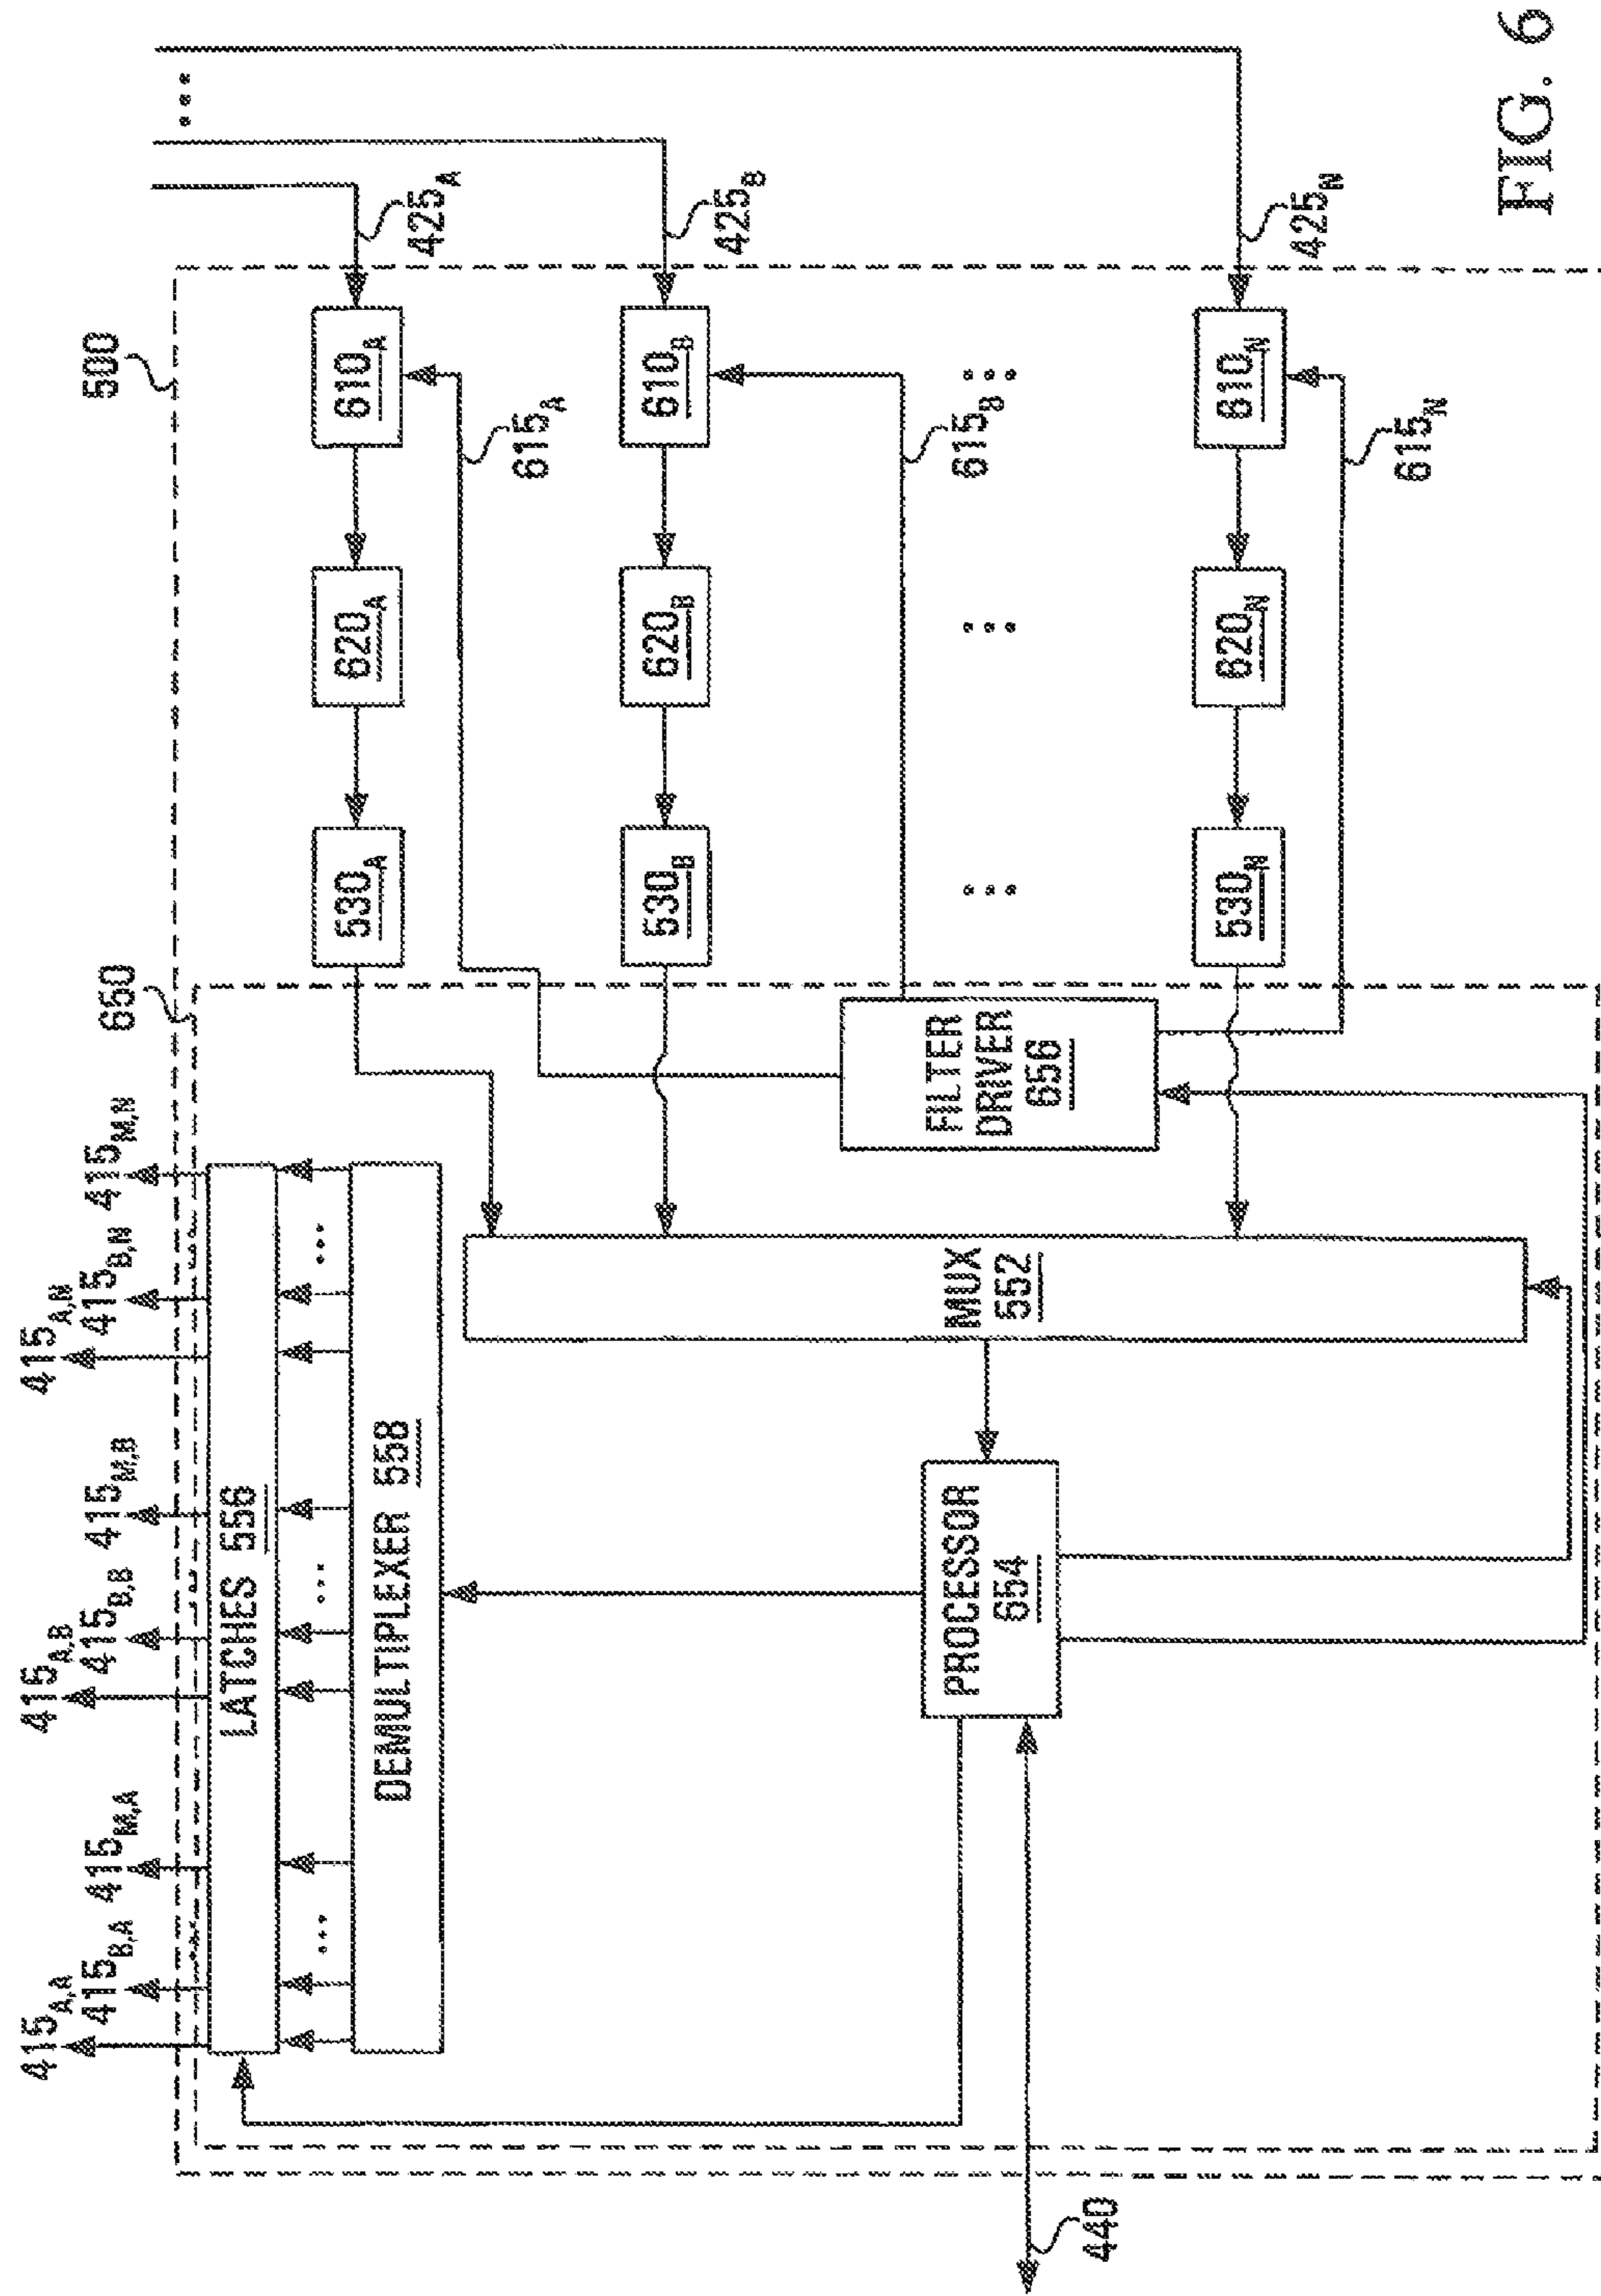 415A,A
415A,B
415A,N
415B,A
415M,A
415B,B
415M,B
415B,N
415M,N
650
500
LATCHES 556
DEMULTIPLEXER 558
530A
620A
610A
425A
615A
MUX
552
530B
620B
610B
425B
FILTER
DRIVER
656
PROCESSOR
654
615B
440
530N
620N
610N
425N
615N
FIG. 6